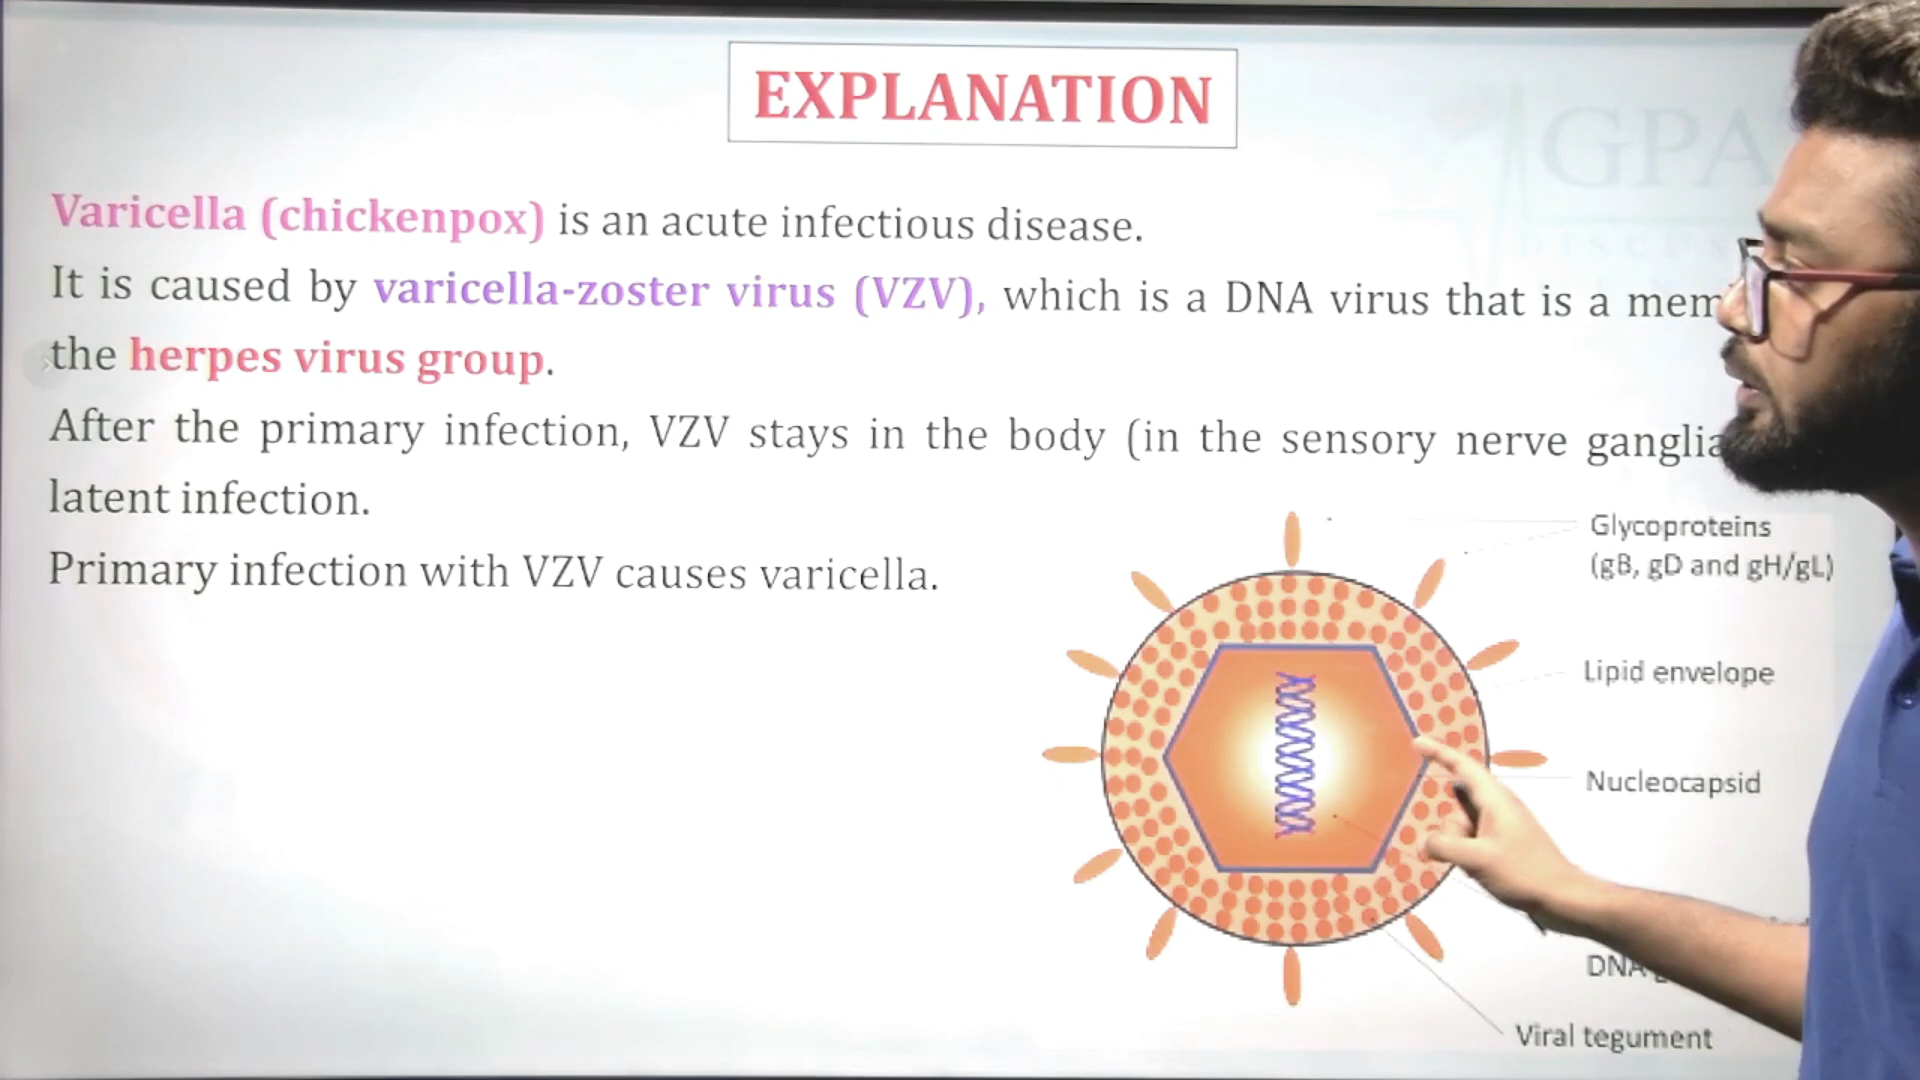 EXPLANATION
GPA
DISCUS
Varicella (chickenpox) is an acute infectious disease.
It is caused by varicella-zoster virus (VZV), which is a DNA virus that is a mem
the herpes virus group.
After the primary infection, VZV stays in the body (in the sensory nerve ganglia
latent infection.
Primary infection with VZV causes varicella.
Glycoproteins
(gB, gD and gH/gL)
Lipid envelope
Nucleocapsid
DNA
Viral tegument